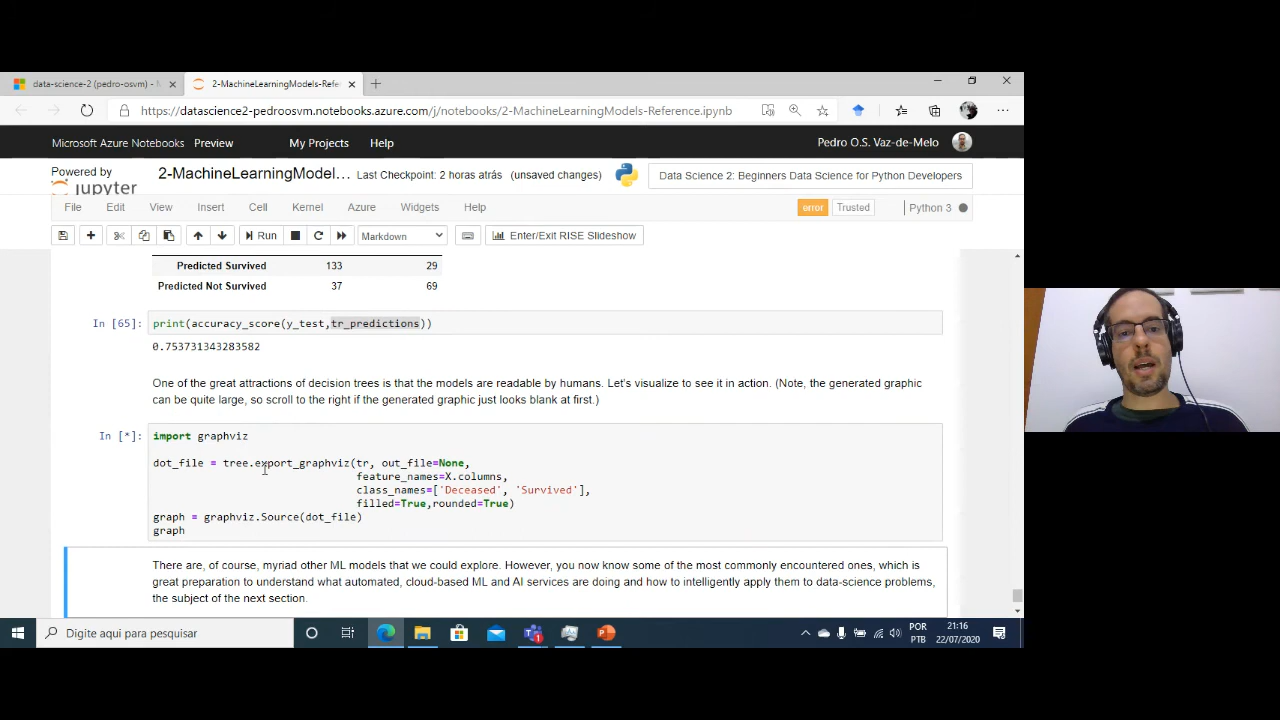 data-science-2 (pedro-osvm) - M
2-MachineLearningModels-Refe
https://datascience2-pedroosvm.notebooks.azure.com/j/notebooks/2-MachineLearningModels-Reference.ipynb
Microsoft Azure Notebooks Preview My Projects Help Pedro O.S. Vaz-de-Melo
Powered by
jupyter
2-MachineLearningModel... Last Checkpoint: 2 horas atrás (unsaved changes) Data Science 2: Beginners Data Science for Python Developers
File Edit View Insert Cell Kernel Azure Widgets Help error Trusted Python 3
Run Markdown Enter/Exit RISE Slideshow
Predicted Survived 133 29
Predicted Not Survived 37 69
In [65]: print(accuracy_score(y_test,tr_predictions))
0.753731343283582
One of the great attractions of decision trees is that the models are readable by humans. Let's visualize to see it in action. (Note, the generated graphic
can be quite large, so scroll to the right if the generated graphic just looks blank at first.)
In [*]: import graphviz
dot_file = tree.export_graphviz(tr, out_file=None,
feature_names=X.columns,
class_names=['Deceased', 'Survived'],
filled=True,rounded=True)
graph = graphviz.Source(dot_file)
graph
There are, of course, myriad other ML models that we could explore. However, you now know some of the most commonly encountered ones, which is
great preparation to understand what automated, cloud-based ML and AI services are doing and how to intelligently apply them to data-science problems,
the subject of the next section.
Digite aqui para pesquisar
POR
PTB
21:16
22/07/2020